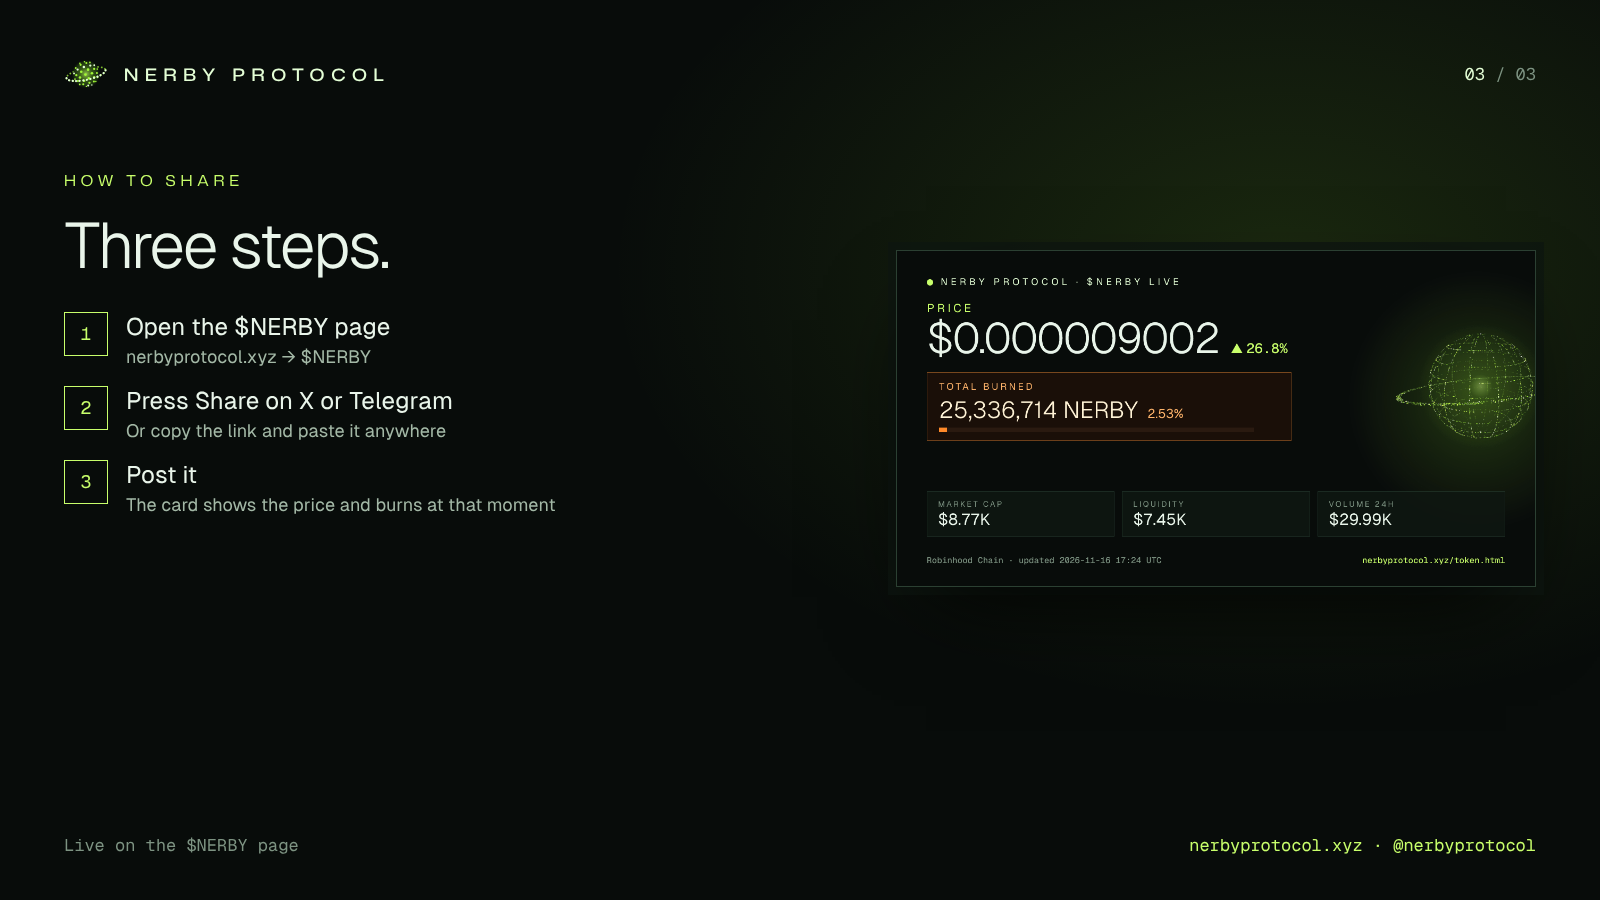 NERBY PROTOCOL
03 / 03
HOW TO SHARE
Three steps.
1
Open the $NERBY page
nerbyprotocol.xyz → $NERBY
2
Press Share on X or Telegram
Or copy the link and paste it anywhere
3
Post it
The card shows the price and burns at that moment
NERBY PROTOCOL · $NERBY LIVE
PRICE
$0.000009002 ▲ 26.8%
TOTAL BURNED
25,336,714 NERBY 2.53%
MARKET CAP
$8.77K
LIQUIDITY
$7.45K
VOLUME 24H
$29.99K
Robinhood Chain · updated 2026-11-16 17:24 UTC
nerbyprotocol.xyz/token.html
Live on the $NERBY page
nerbyprotocol.xyz · @nerbyprotocol